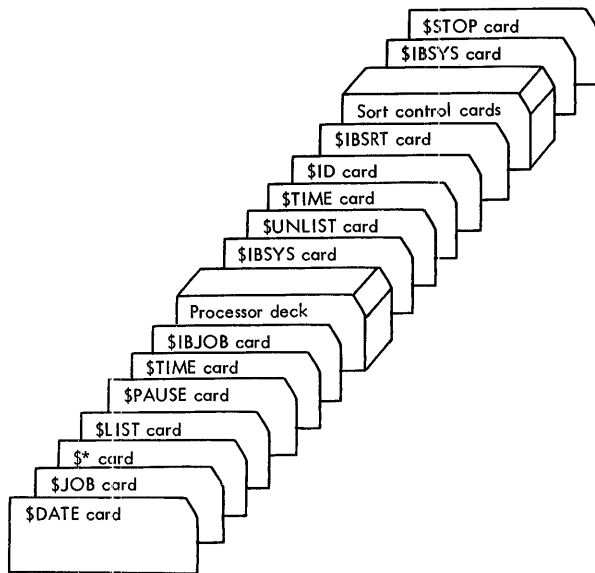 $STOP card
$IBSYS card
Sort control cards
$IBSRT card
$ID card
$TIME card
$UNLIST card
$IBSYS card
Processor deck
$IBJOB card
$TIME card
$PAUSE card
$LIST card
$* card
$JOB card
$DATE card